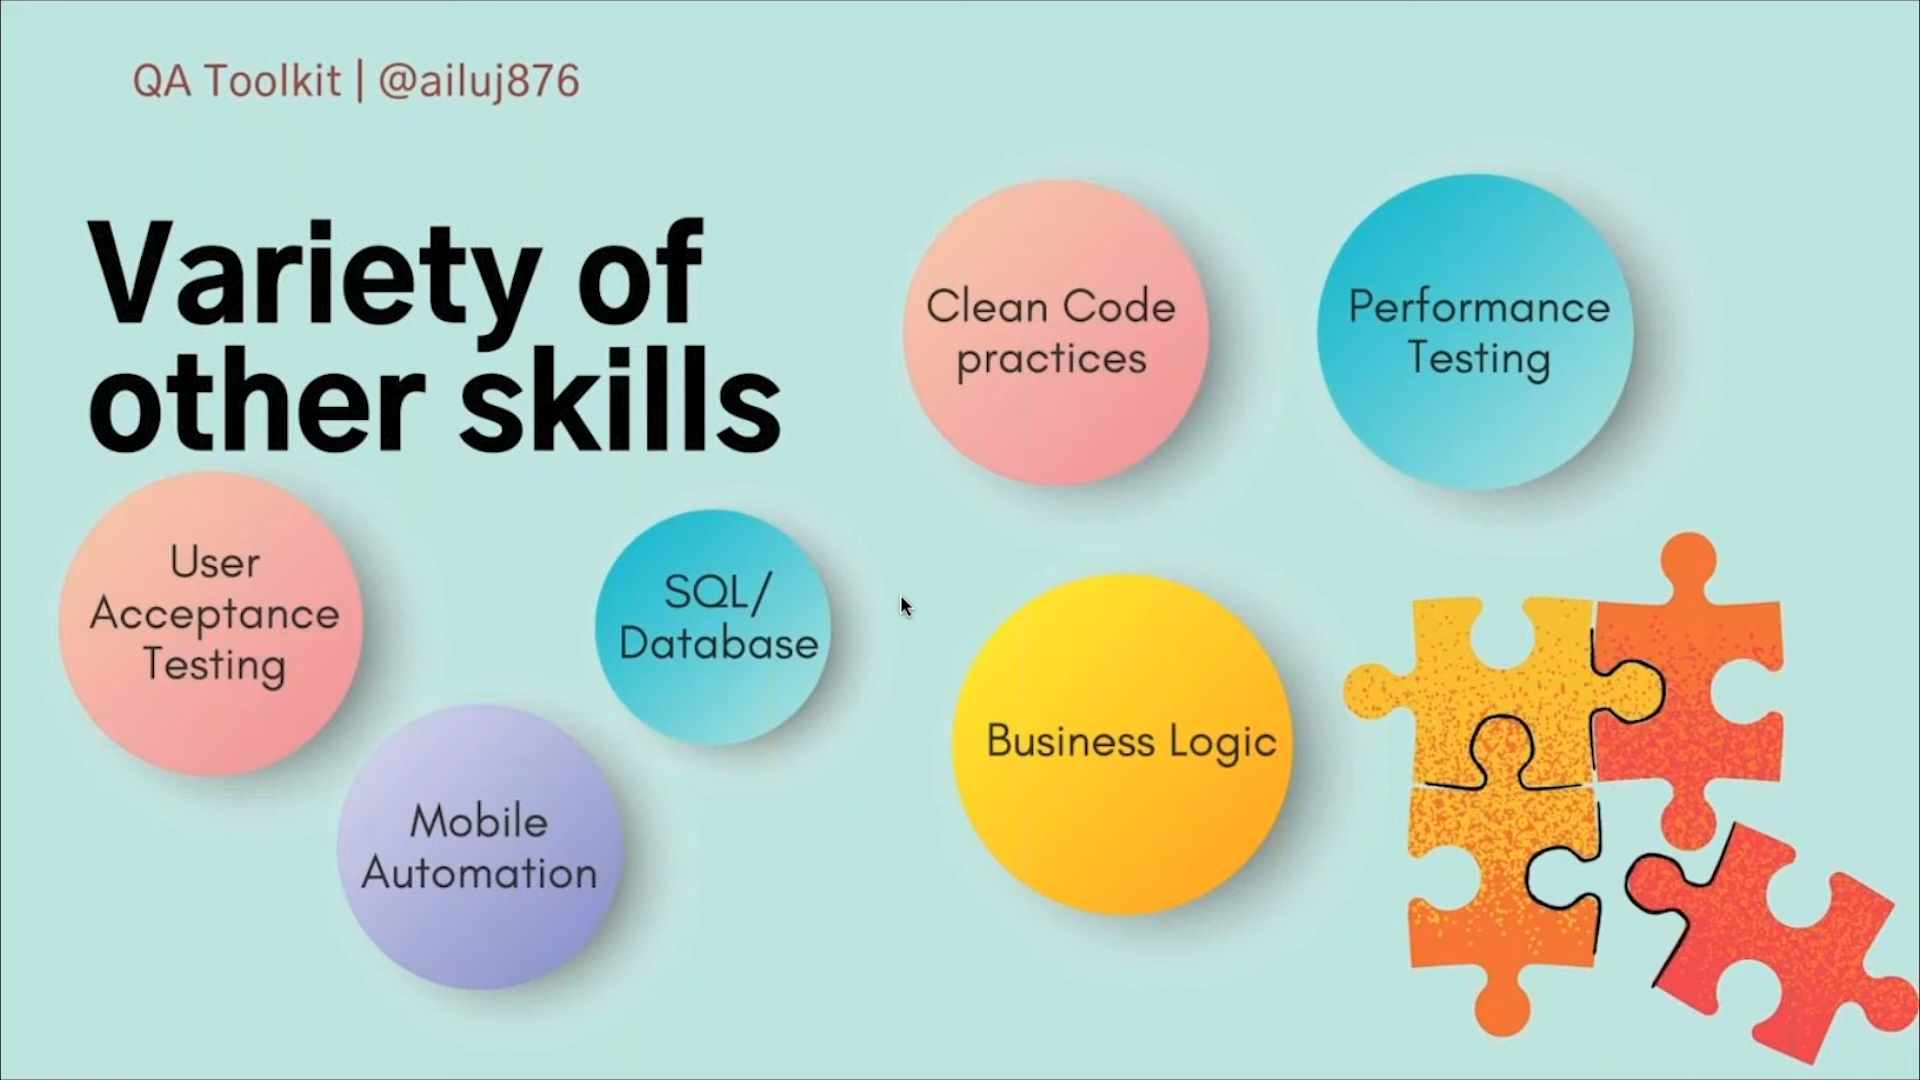 QA Toolkit | @ailuj876
Variety of
other skills
Clean Code
practices
Performance
Testing
User
Acceptance
Testing
SQL/
Database
Business Logic
Mobile
Automation